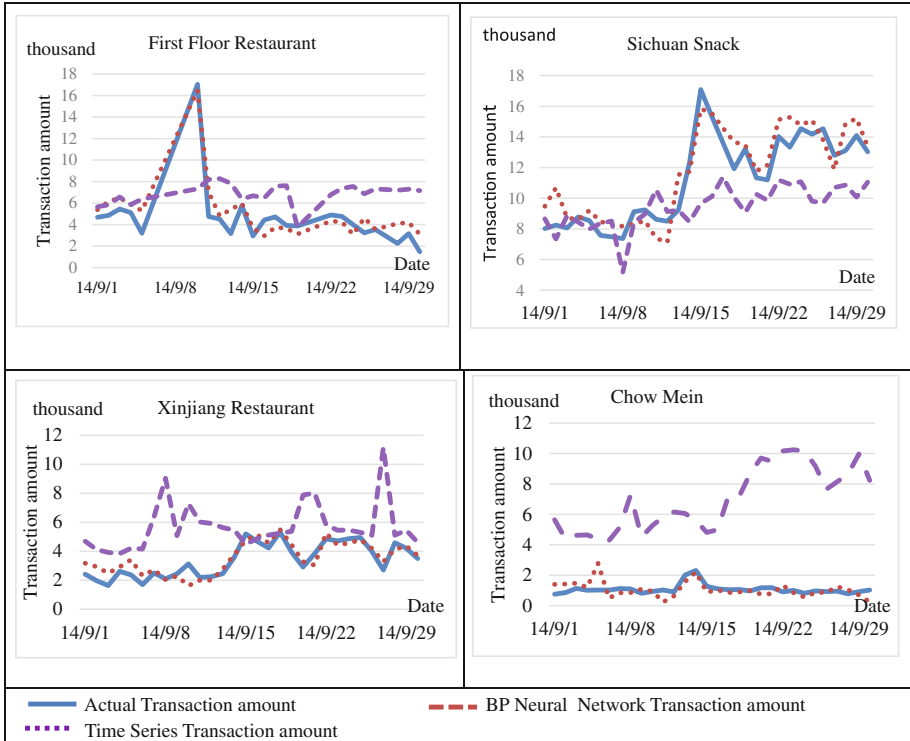 thousand
First Floor Restaurant
Transaction amount
18
16
14
12
10
8
6
4
2
0
Date
14/9/1 14/9/8 14/9/15 14/9/22 14/9/29
thousand
Sichuan Snack
Transaction amount
18
16
14
12
10
8
6
4
Date
14/9/1 14/9/8 14/9/15 14/9/22 14/9/29
thousand
Xinjiang Restaurant
Transaction amount
12
10
8
6
4
2
0
Date
14/9/1 14/9/8 14/9/15 14/9/22 14/9/29
thousand
Chow Mein
Transaction amount
12
10
8
6
4
2
0
Date
14/9/1 14/9/8 14/9/15 14/9/22 14/9/29
Actual Transaction amount
BP Neural Network Transaction amount
Time Series Transaction amount